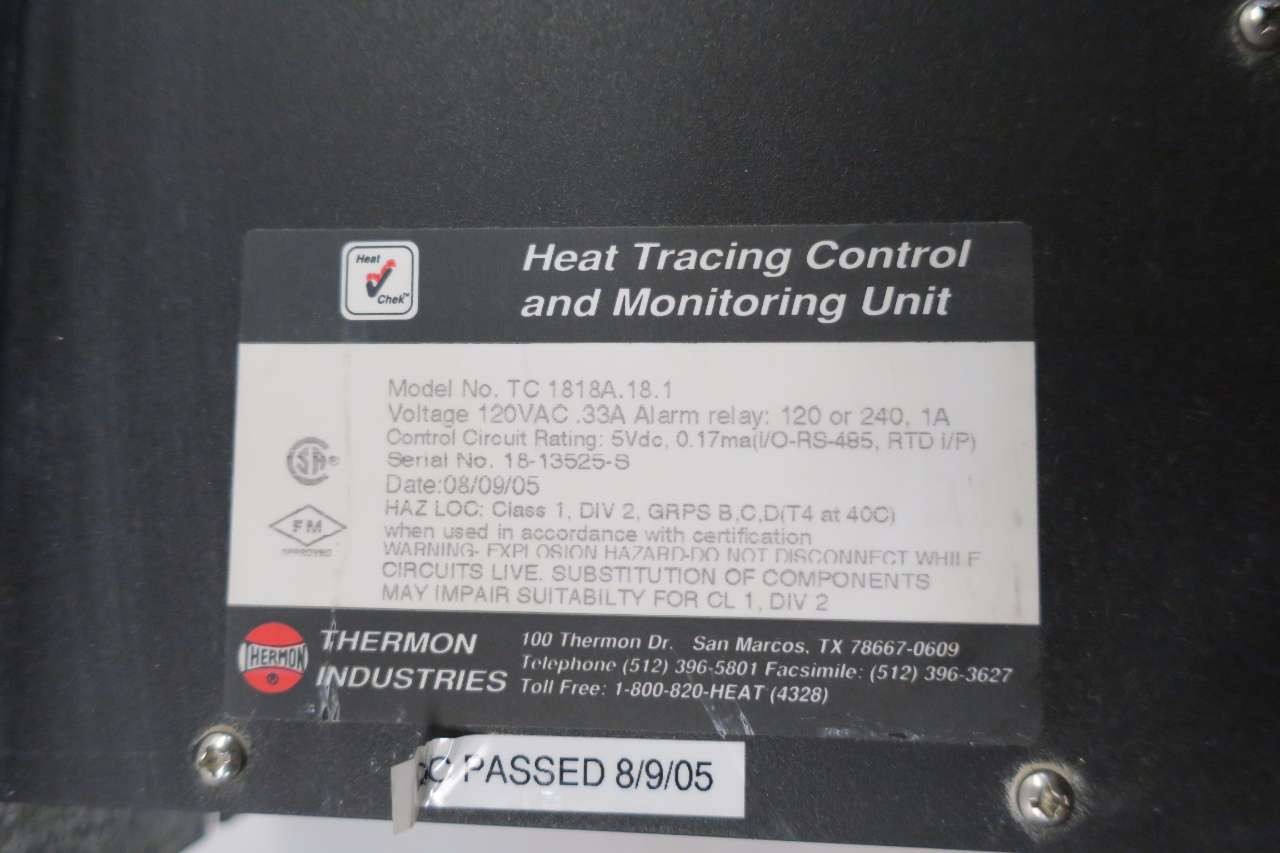 Heat
Chek™
Heat Tracing Control
and Monitoring Unit
Model No. TC 1818A.18.1
Voltage 120VAC .33A Alarm relay: 120 or 240, 1A
Control Circuit Rating: 5Vdc, 0.17ma(I/O-RS-485, RTD I/P)
Serial No. 18-13525-S
Date:08/09/05
HAZ LOC: Class 1, DIV 2, GRPS B,C,D(T4 at 40C)
when used in accordance with certification
WARNING- EXPLOSION HAZARD-DO NOT DISCONNECT WHILE
CIRCUITS LIVE. SUBSTITUTION OF COMPONENTS
MAY IMPAIR SUITABILTY FOR CL 1, DIV 2
CSA®
FM
APPROVED
THERMON
®
THERMON
INDUSTRIES
100 Thermon Dr. San Marcos, TX 78667-0609
Telephone (512) 396-5801 Facsimile: (512) 396-3627
Toll Free: 1-800-820-HEAT (4328)
PASSED 8/9/05